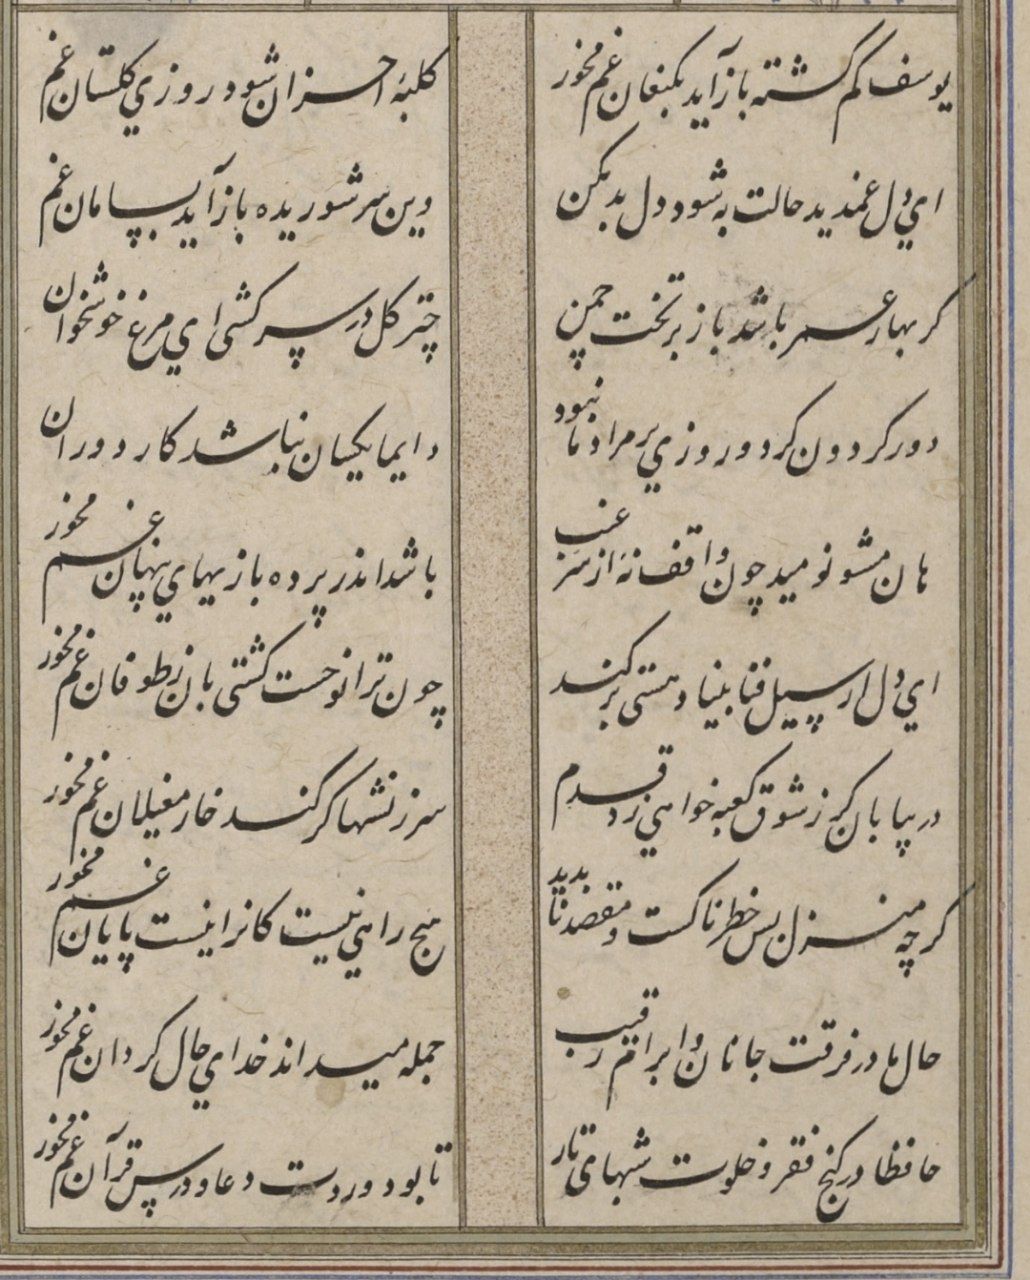 یوسف گم گشته باز آید بکنعان غم مخور
کلبهٔ احزان شود روزی گلستان غم
ای دل غمدیده حالت به شود دل بد مکن
وین سر شوریده باز آید بسامان غم
گر بهار عمر باشد باز بر تخت چمن
چتر گل در سر کشی ای مرغ خوشخوان
دور گردون گر دو روزی بر مراد ما نبود
دایما یکسان نباشد کار دوران
هان مشو نومید چون واقف نهٔ از سر غیب
باشد اندر پرده بازیهای پنهان غم مخور
ای دل ار سیل فنا بنیاد هستی بر کند
چون ترا نوحست کشتی بان ز طوفان غم مخور
در بیابان گر ز شوق کعبه خواهی زد قدم
سرزنشها گر کند خار مغیلان غم مخور
گر چه منزل بس خطرناکست و مقصد ناپدید
هیچ راهی نیست کانرا نیست پایان غم مخور
حال ما در فرقت جانان و ابرام رقیب
جمله میداند خدای حال گردان غم مخور
حافظا در کنج فقر و خلوت شبهای تار
تا بود وردت دعا و درس قرآن غم مخور